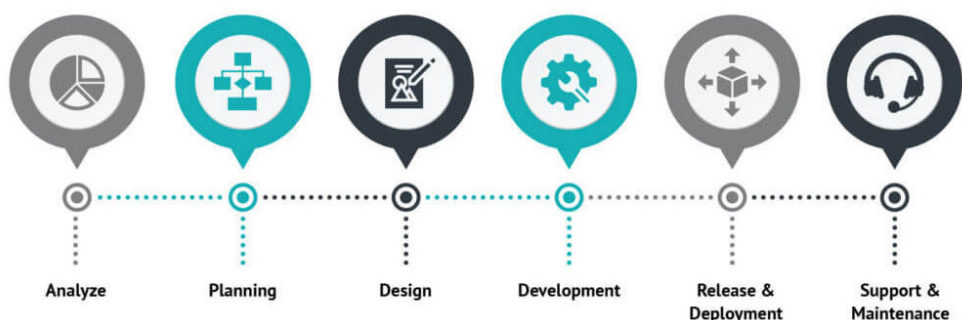 Analyze
Planning
Design
Development
Release &
Deployment
Support &
Maintenance